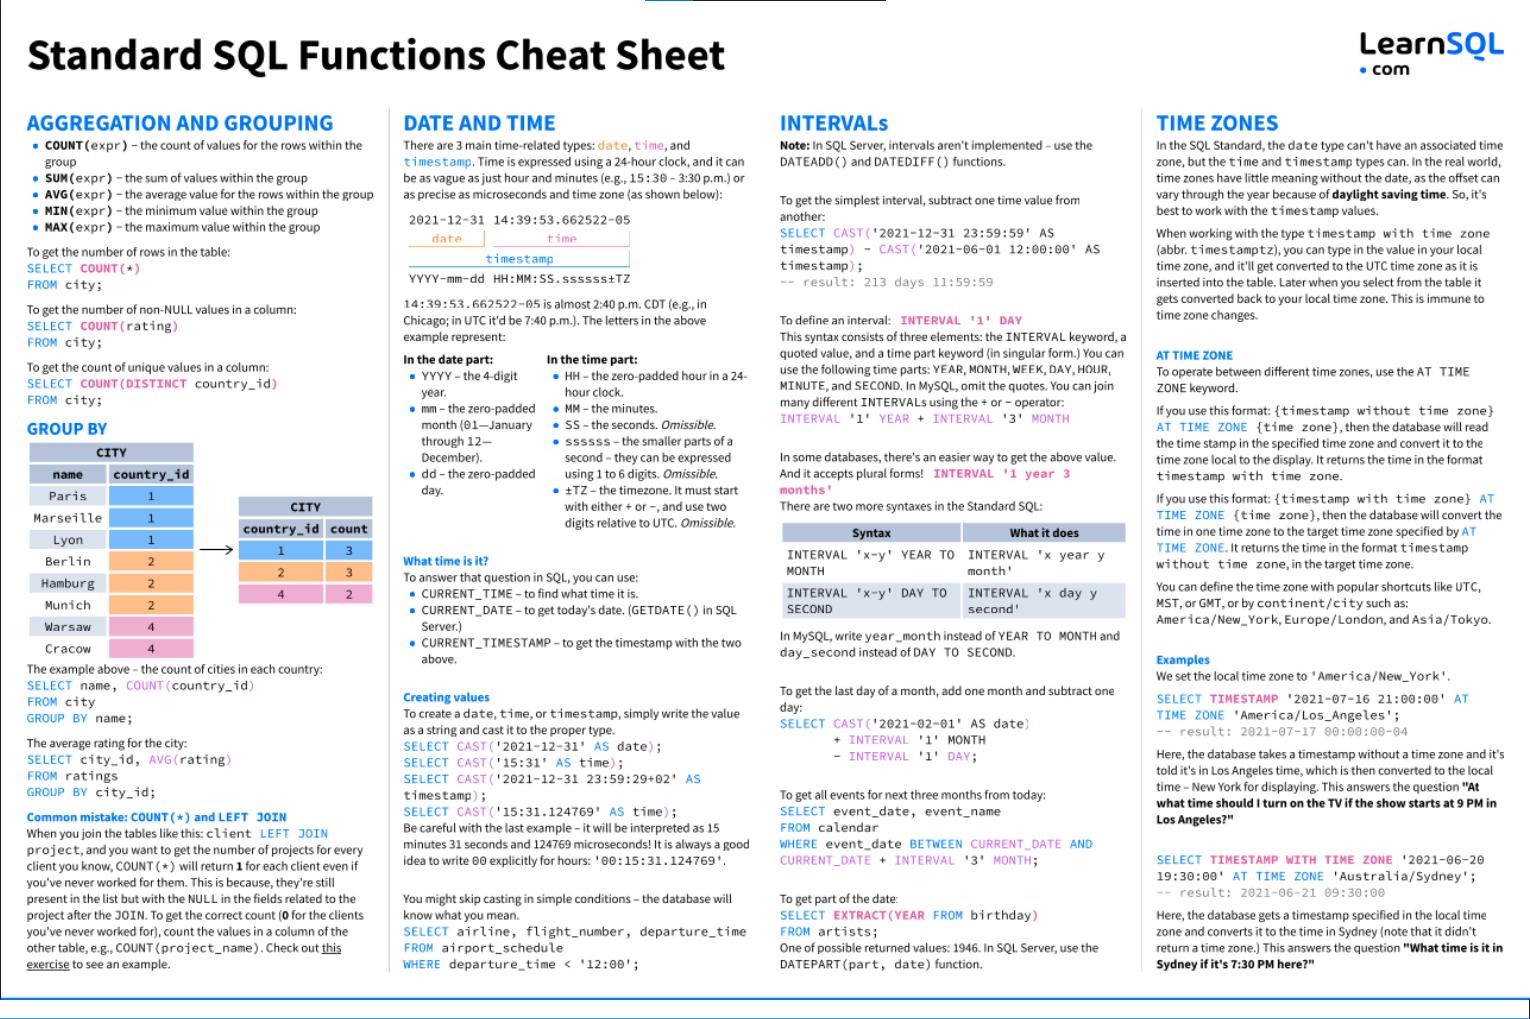 Standard SQL Functions Cheat Sheet
LearnSQL
• com
AGGREGATION AND GROUPING
• COUNT(expr) – the count of values for the rows within the
group
• SUM(expr) – the sum of values within the group
• AVG(expr) – the average value for the rows within the group
• MIN(expr) – the minimum value within the group
• MAX(expr) – the maximum value within the group
To get the number of rows in the table:
SELECT COUNT(*)
FROM city;
To get the number of non-NULL values in a column:
SELECT COUNT(rating)
FROM city;
To get the count of unique values in a column:
SELECT COUNT(DISTINCT country_id)
FROM city;
GROUP BY
CITY
name country_id
Paris 1
Marseille 1
Lyon 1
Berlin 2
Hamburg 2
Munich 2
Warsaw 4
Cracow 4
CITY
country_id count
1 3
2 3
4 2
The example above – the count of cities in each country:
SELECT name, COUNT(country_id)
FROM city
GROUP BY name;
The average rating for the city:
SELECT city_id, AVG(rating)
FROM ratings
GROUP BY city_id;
Common mistake: COUNT(*) and LEFT JOIN
When you join the tables like this: client LEFT JOIN
project, and you want to get the number of projects for every
client you know, COUNT(*) will return 1 for each client even if
you've never worked for them. This is because, they're still
present in the list but with the NULL in the fields related to the
project after the JOIN. To get the correct count (0 for the clients
you've never worked for), count the values in a column of the
other table, e.g., COUNT(project_name). Check out this
exercise to see an example.
DATE AND TIME
There are 3 main time-related types: date, time, and
timestamp. Time is expressed using a 24-hour clock, and it can
be as vague as just hour and minutes (e.g., 15:30 – 3:30 p.m.) or
as precise as microseconds and time zone (as shown below):
2021-12-31 14:39:53.662522-05
date time
timestamp
YYYY-mm-dd HH:MM:SS.ssssss±TZ
14:39:53.662522-05 is almost 2:40 p.m. CDT (e.g., in
Chicago; in UTC it'd be 7:40 p.m.). The letters in the above
example represent:
In the date part:
• YYYY – the 4-digit
year.
• mm – the zero-padded
month (01—January
through 12—
December).
• dd – the zero-padded
day.
In the time part:
• HH – the zero-padded hour in a 24-
hour clock.
• MM – the minutes.
• SS – the seconds. Omissible.
• ssssss – the smaller parts of a
second – they can be expressed
using 1 to 6 digits. Omissible.
• ±TZ – the timezone. It must start
with either + or −, and use two
digits relative to UTC. Omissible.
What time is it?
To answer that question in SQL, you can use:
• CURRENT_TIME – to find what time it is.
• CURRENT_DATE – to get today's date. (GETDATE() in SQL
Server.)
• CURRENT_TIMESTAMP – to get the timestamp with the two
above.
Creating values
To create a date, time, or timestamp, simply write the value
as a string and cast it to the proper type.
SELECT CAST('2021-12-31' AS date);
SELECT CAST('15:31' AS time);
SELECT CAST('2021-12-31 23:59:29+02' AS
timestamp);
SELECT CAST('15:31.124769' AS time);
Be careful with the last example – it will be interpreted as 15
minutes 31 seconds and 124769 microseconds! It is always a good
idea to write 00 explicitly for hours: '00:15:31.124769'.
You might skip casting in simple conditions – the database will
know what you mean.
SELECT airline, flight_number, departure_time
FROM airport_schedule
WHERE departure_time < '12:00';
INTERVALs
Note: In SQL Server, intervals aren't implemented – use the
DATEADD() and DATEDIFF() functions.
To get the simplest interval, subtract one time value from
another:
SELECT CAST('2021-12-31 23:59:59' AS
timestamp) - CAST('2021-06-01 12:00:00' AS
timestamp);
-- result: 213 days 11:59:59
To define an interval: INTERVAL '1' DAY
This syntax consists of three elements: the INTERVAL keyword, a
quoted value, and a time part keyword (in singular form.) You can
use the following time parts: YEAR, MONTH, WEEK, DAY, HOUR,
MINUTE, and SECOND. In MySQL, omit the quotes. You can join
many different INTERVALs using the + or − operator:
INTERVAL '1' YEAR + INTERVAL '3' MONTH
In some databases, there's an easier way to get the above value.
And it accepts plural forms! INTERVAL '1 year 3
months'
There are two more syntaxes in the Standard SQL:
Syntax What it does
INTERVAL 'x-y' YEAR TO
MONTH
INTERVAL 'x year y
month'
INTERVAL 'x-y' DAY TO
SECOND
INTERVAL 'x day y
second'
In MySQL, write year_month instead of YEAR TO MONTH and
day_second instead of DAY TO SECOND.
To get the last day of a month, add one month and subtract one
day:
SELECT CAST('2021-02-01' AS date)
+ INTERVAL '1' MONTH
- INTERVAL '1' DAY;
To get all events for next three months from today:
SELECT event_date, event_name
FROM calendar
WHERE event_date BETWEEN CURRENT_DATE AND
CURRENT_DATE + INTERVAL '3' MONTH;
To get part of the date:
SELECT EXTRACT(YEAR FROM birthday)
FROM artists;
One of possible returned values: 1946. In SQL Server, use the
DATEPART(part, date) function.
TIME ZONES
In the SQL Standard, the date type can't have an associated time
zone, but the time and timestamp types can. In the real world,
time zones have little meaning without the date, as the offset can
vary through the year because of daylight saving time. So, it's
best to work with the timestamp values.
When working with the type timestamp with time zone
(abbr. timestamptz), you can type in the value in your local
time zone, and it'll get converted to the UTC time zone as it is
inserted into the table. Later when you select from the table it
gets converted back to your local time zone. This is immune to
time zone changes.
AT TIME ZONE
To operate between different time zones, use the AT TIME
ZONE keyword.
If you use this format: {timestamp without time zone}
AT TIME ZONE {time zone}, then the database will read
the time stamp in the specified time zone and convert it to the
time zone local to the display. It returns the time in the format
timestamp with time zone.
If you use this format: {timestamp with time zone} AT
TIME ZONE {time zone}, then the database will convert the
time in one time zone to the target time zone specified by AT
TIME ZONE. It returns the time in the format timestamp
without time zone, in the target time zone.
You can define the time zone with popular shortcuts like UTC,
MST, or GMT, or by continent/city such as:
America/New_York, Europe/London, and Asia/Tokyo.
Examples
We set the local time zone to 'America/New_York'.
SELECT TIMESTAMP '2021-07-16 21:00:00' AT
TIME ZONE 'America/Los_Angeles';
-- result: 2021-07-17 00:00:00-04
Here, the database takes a timestamp without a time zone and it's
told it's in Los Angeles time, which is then converted to the local
time – New York for displaying. This answers the question "At
what time should I turn on the TV if the show starts at 9 PM in
Los Angeles?"
SELECT TIMESTAMP WITH TIME ZONE '2021-06-20
19:30:00' AT TIME ZONE 'Australia/Sydney';
-- result: 2021-06-21 09:30:00
Here, the database gets a timestamp specified in the local time
zone and converts it to the time in Sydney (note that it didn't
return a time zone.) This answers the question "What time is it in
Sydney if it's 7:30 PM here?"